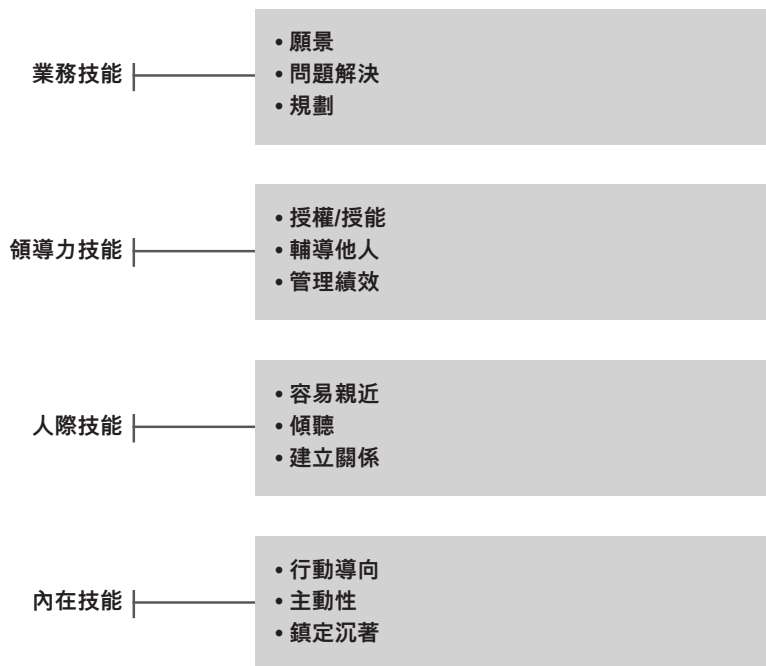 業務技能
• 願景
• 問題解決
• 規劃
領導力技能
• 授權/授能
• 輔導他人
• 管理績效
人際技能
• 容易親近
• 傾聽
• 建立關係
內在技能
• 行動導向
• 主動性
• 鎮定沉著